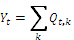 Y_t = \sum_k Q_{t,k}